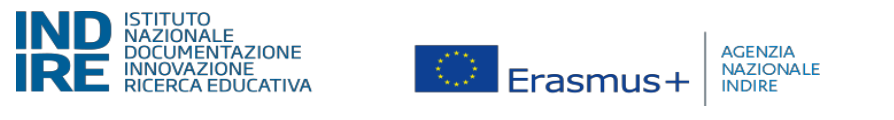 IND
IRE
ISTITUTO
NAZIONALE
DOCUMENTAZIONE
INNOVAZIONE
RICERCA EDUCATIVA
Erasmus+
AGENZIA
NAZIONALE
INDIRE